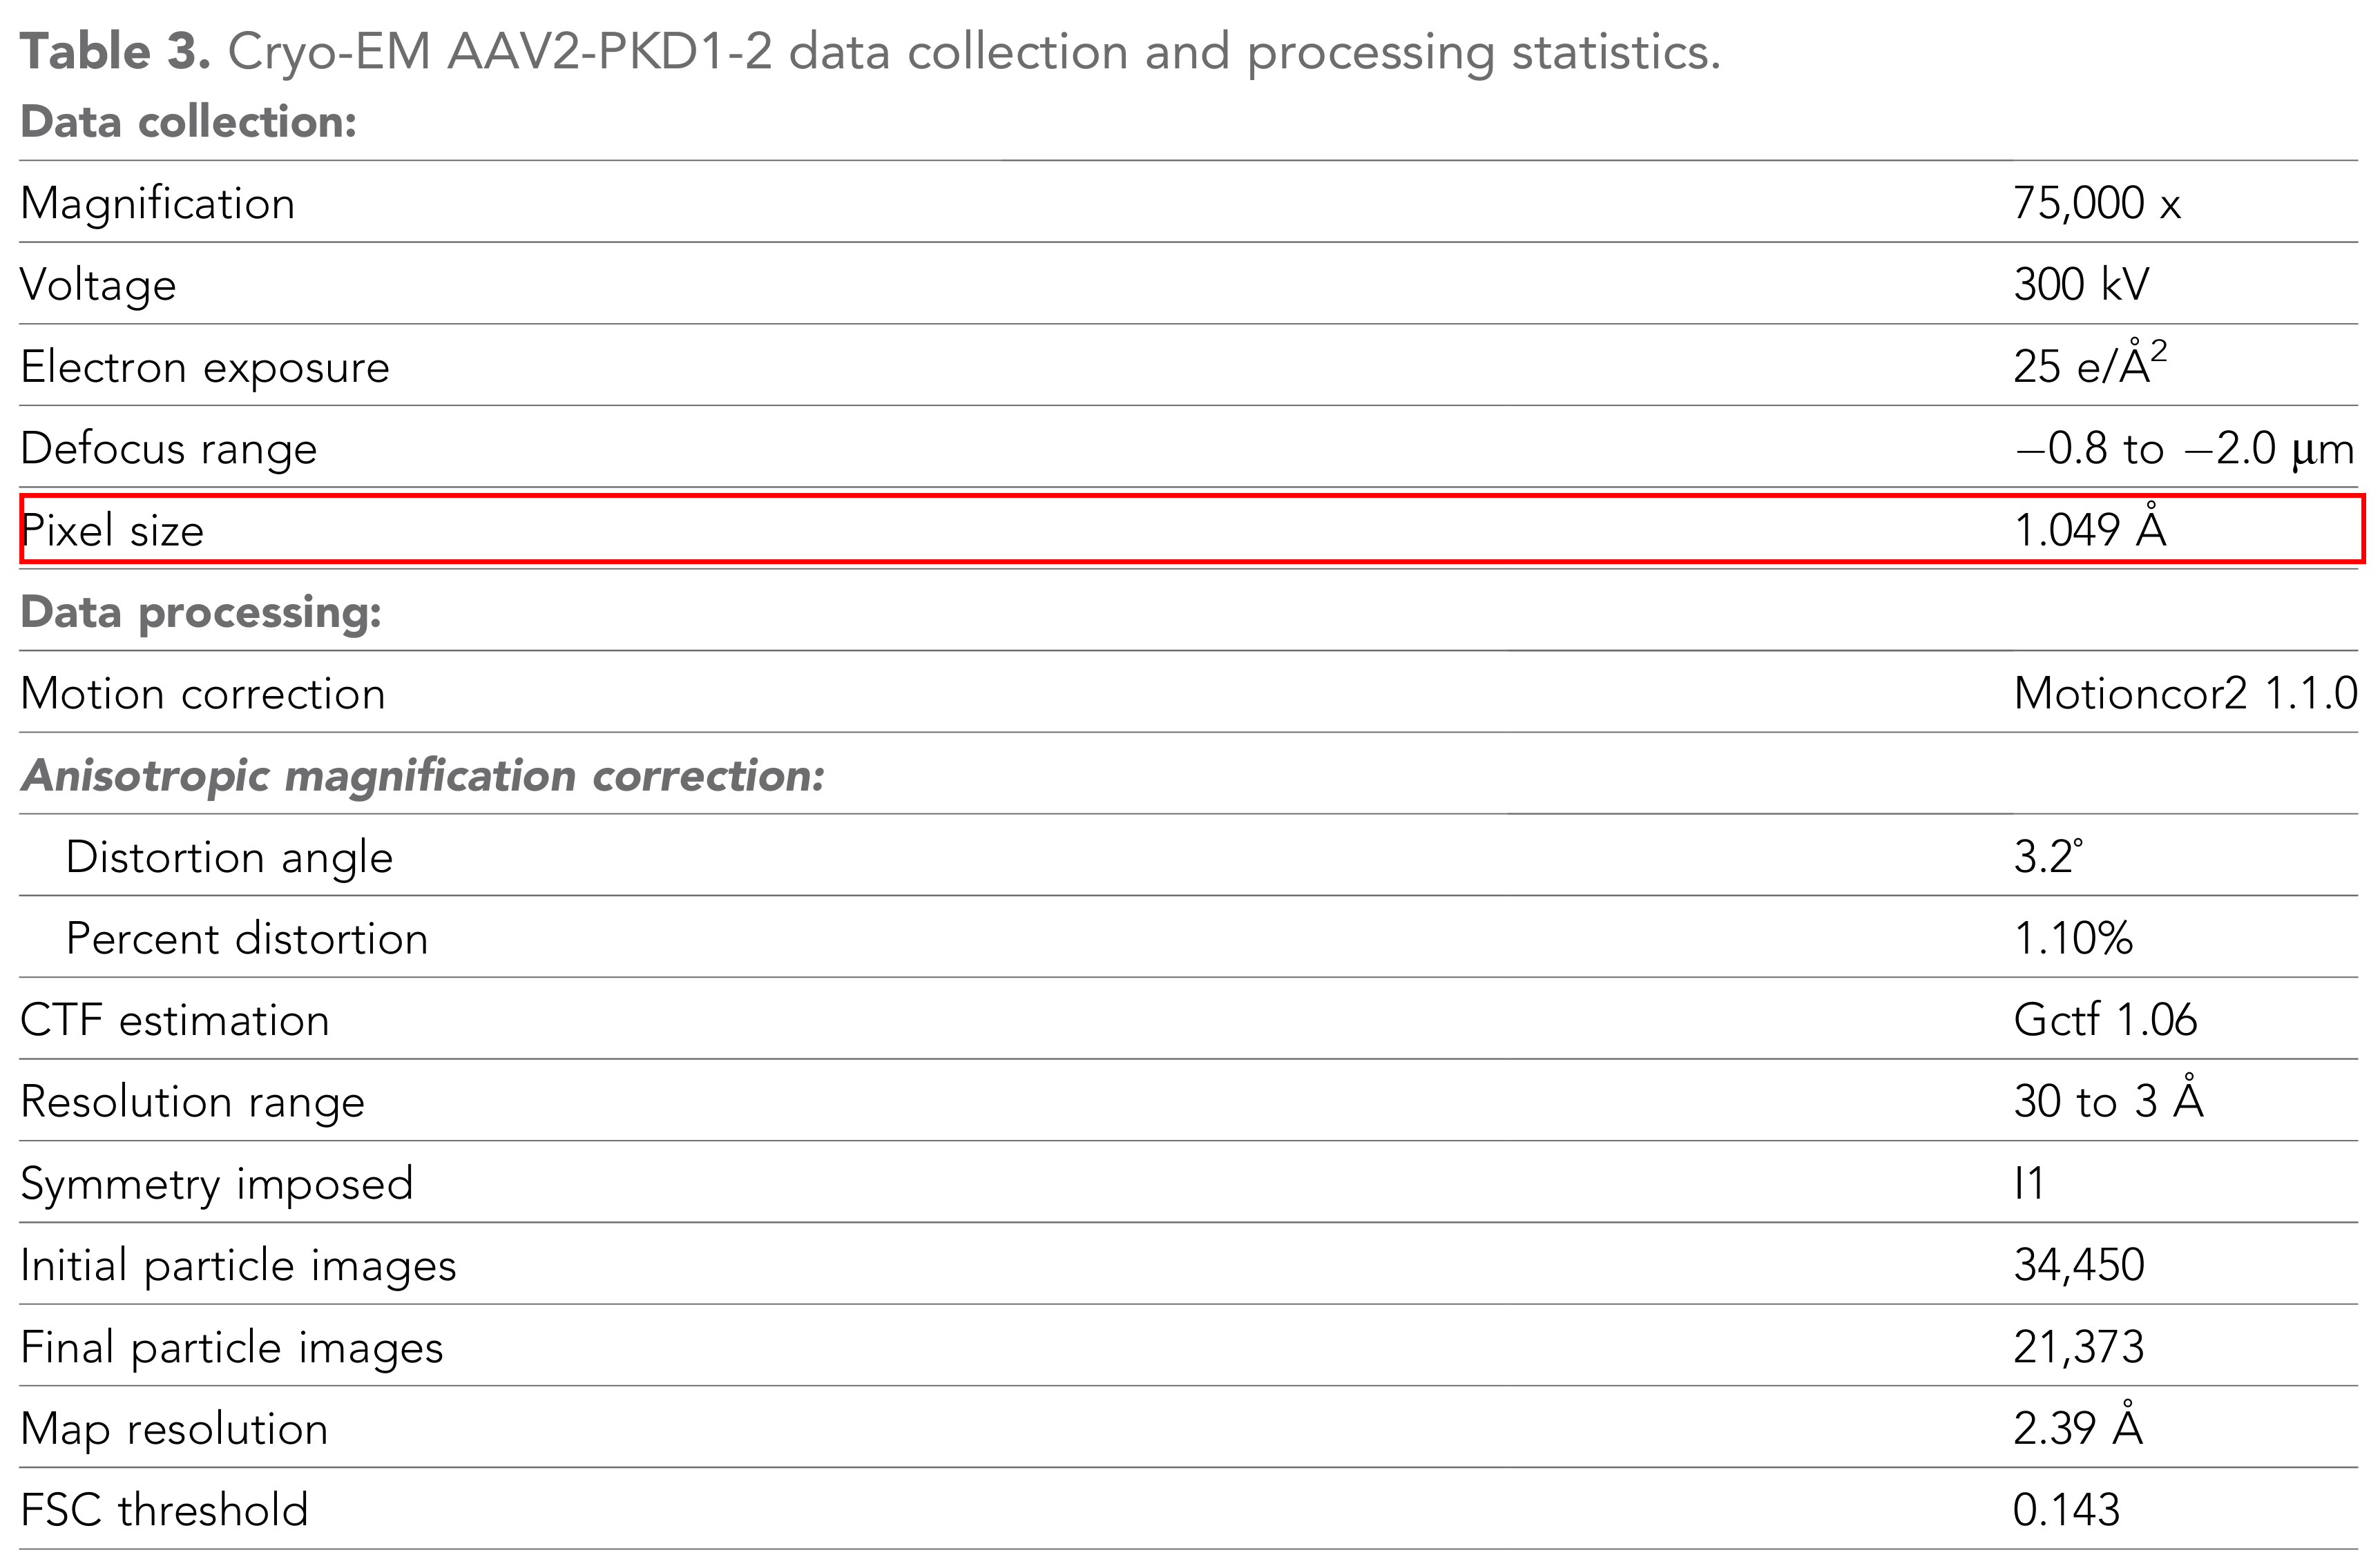 Table 3. Cryo-EM AAV2-PKD1-2 data collection and processing statistics.
Data collection:
Magnification 75,000 x
Voltage 300 kV
Electron exposure 25 e/Å²
Defocus range −0.8 to −2.0 μm
Pixel size 1.049 Å
Data processing:
Motion correction Motioncor2 1.1.0
Anisotropic magnification correction:
Distortion angle 3.2°
Percent distortion 1.10%
CTF estimation Gctf 1.06
Resolution range 30 to 3 Å
Symmetry imposed I1
Initial particle images 34,450
Final particle images 21,373
Map resolution 2.39 Å
FSC threshold 0.143